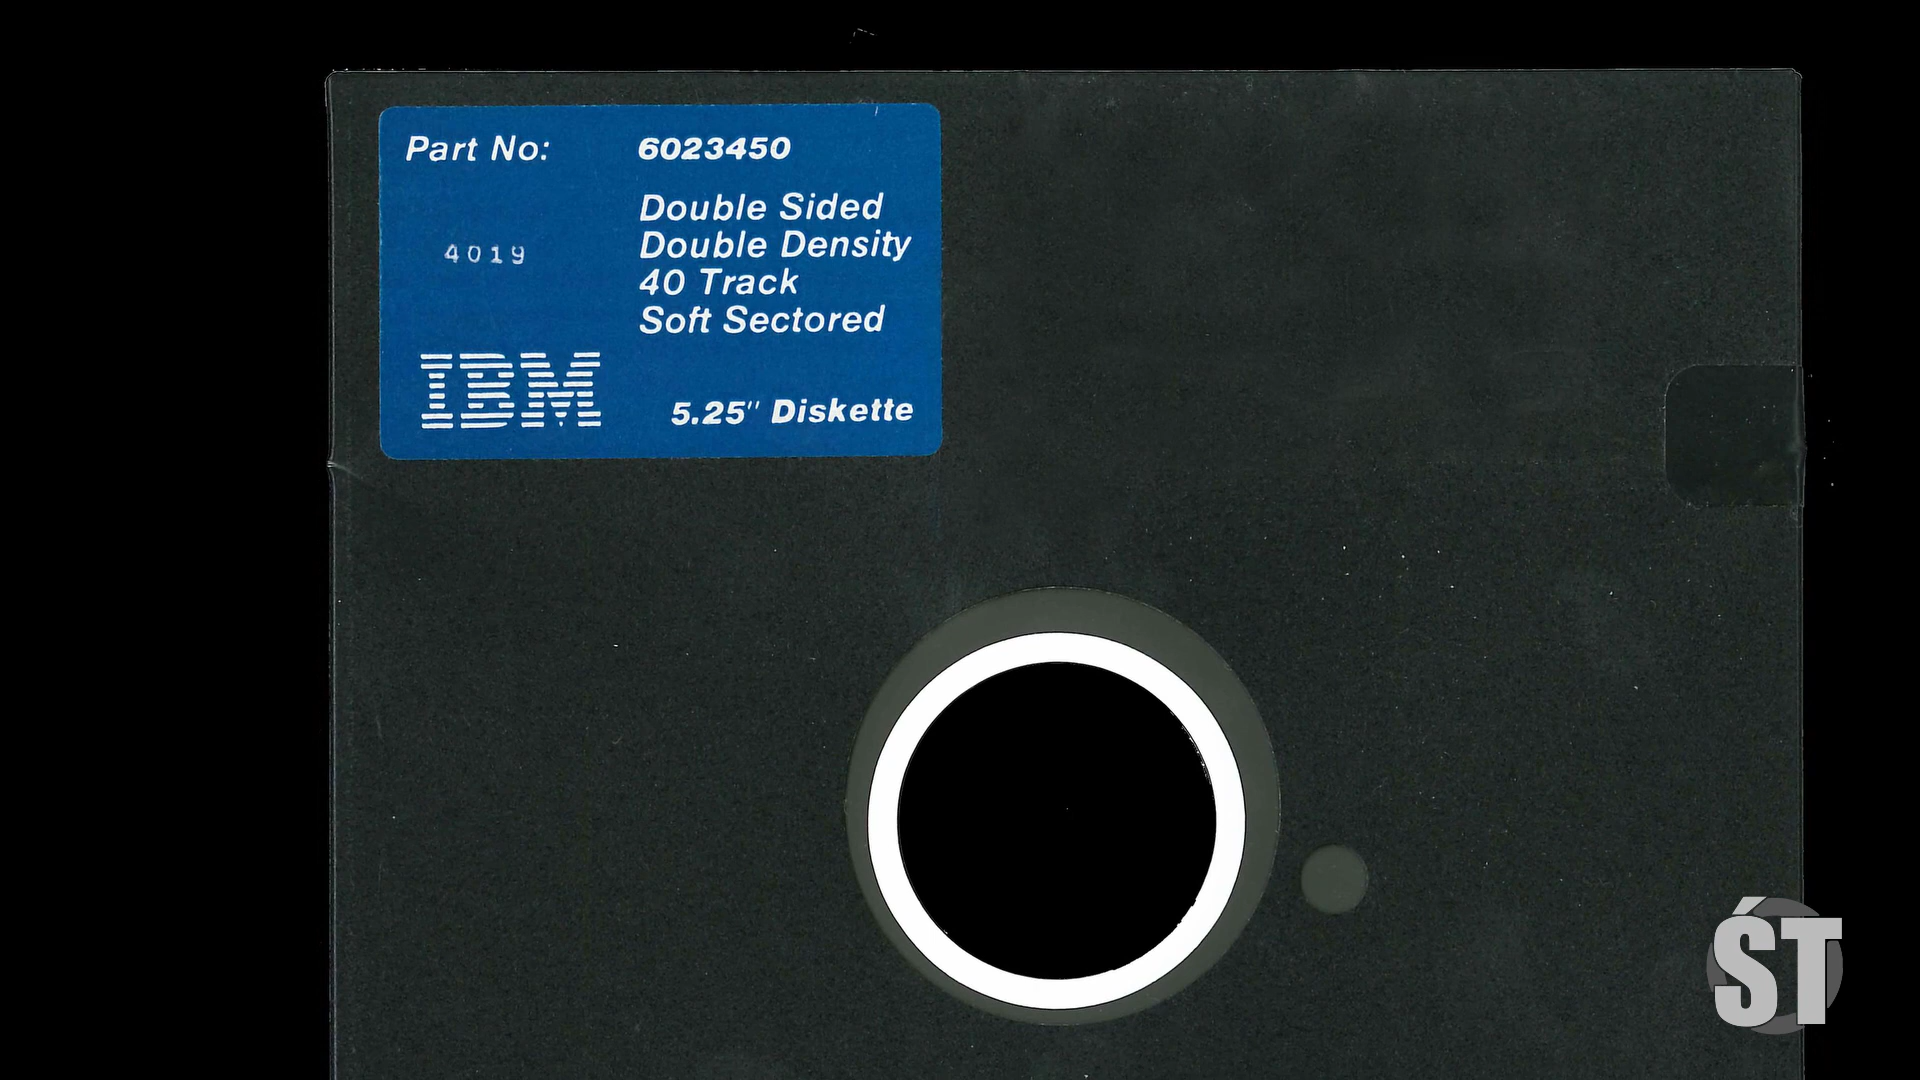 Part No: 6023450
Double Sided
Double Density
4019
40 Track
Soft Sectored
IBM
5.25" Diskette
ŚT